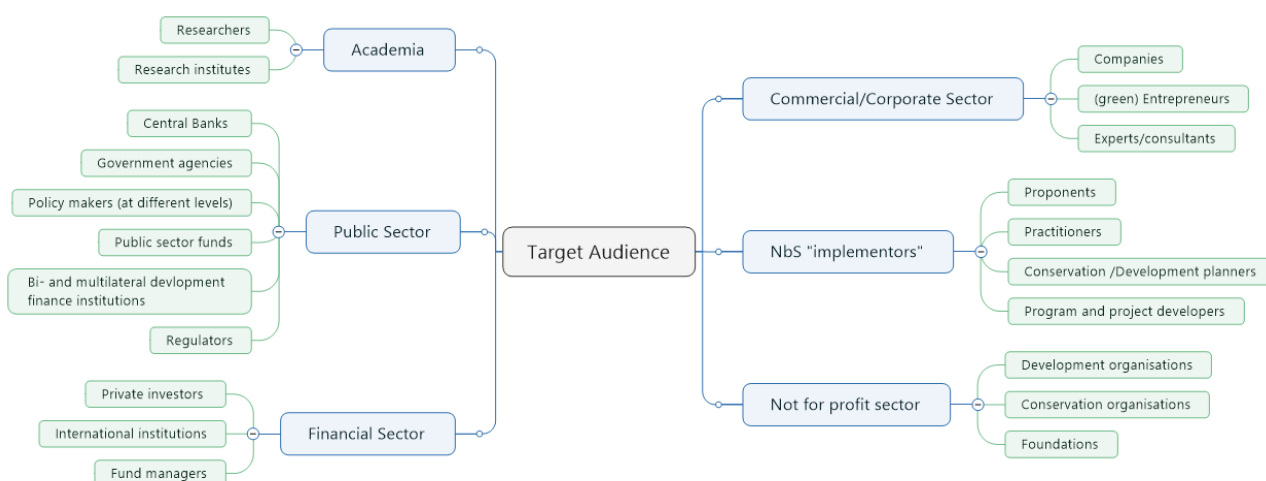 Researchers
Research institutes
Academia
Central Banks
Government agencies
Policy makers (at different levels)
Public sector funds
Bi- and multilateral devlopment
finance institutions
Regulators
Public Sector
Private investors
International institutions
Fund managers
Financial Sector
Target Audience
Commercial/Corporate Sector
Companies
(green) Entrepreneurs
Experts/consultants
NbS "implementors"
Proponents
Practitioners
Conservation /Development planners
Program and project developers
Not for profit sector
Development organisations
Conservation organisations
Foundations